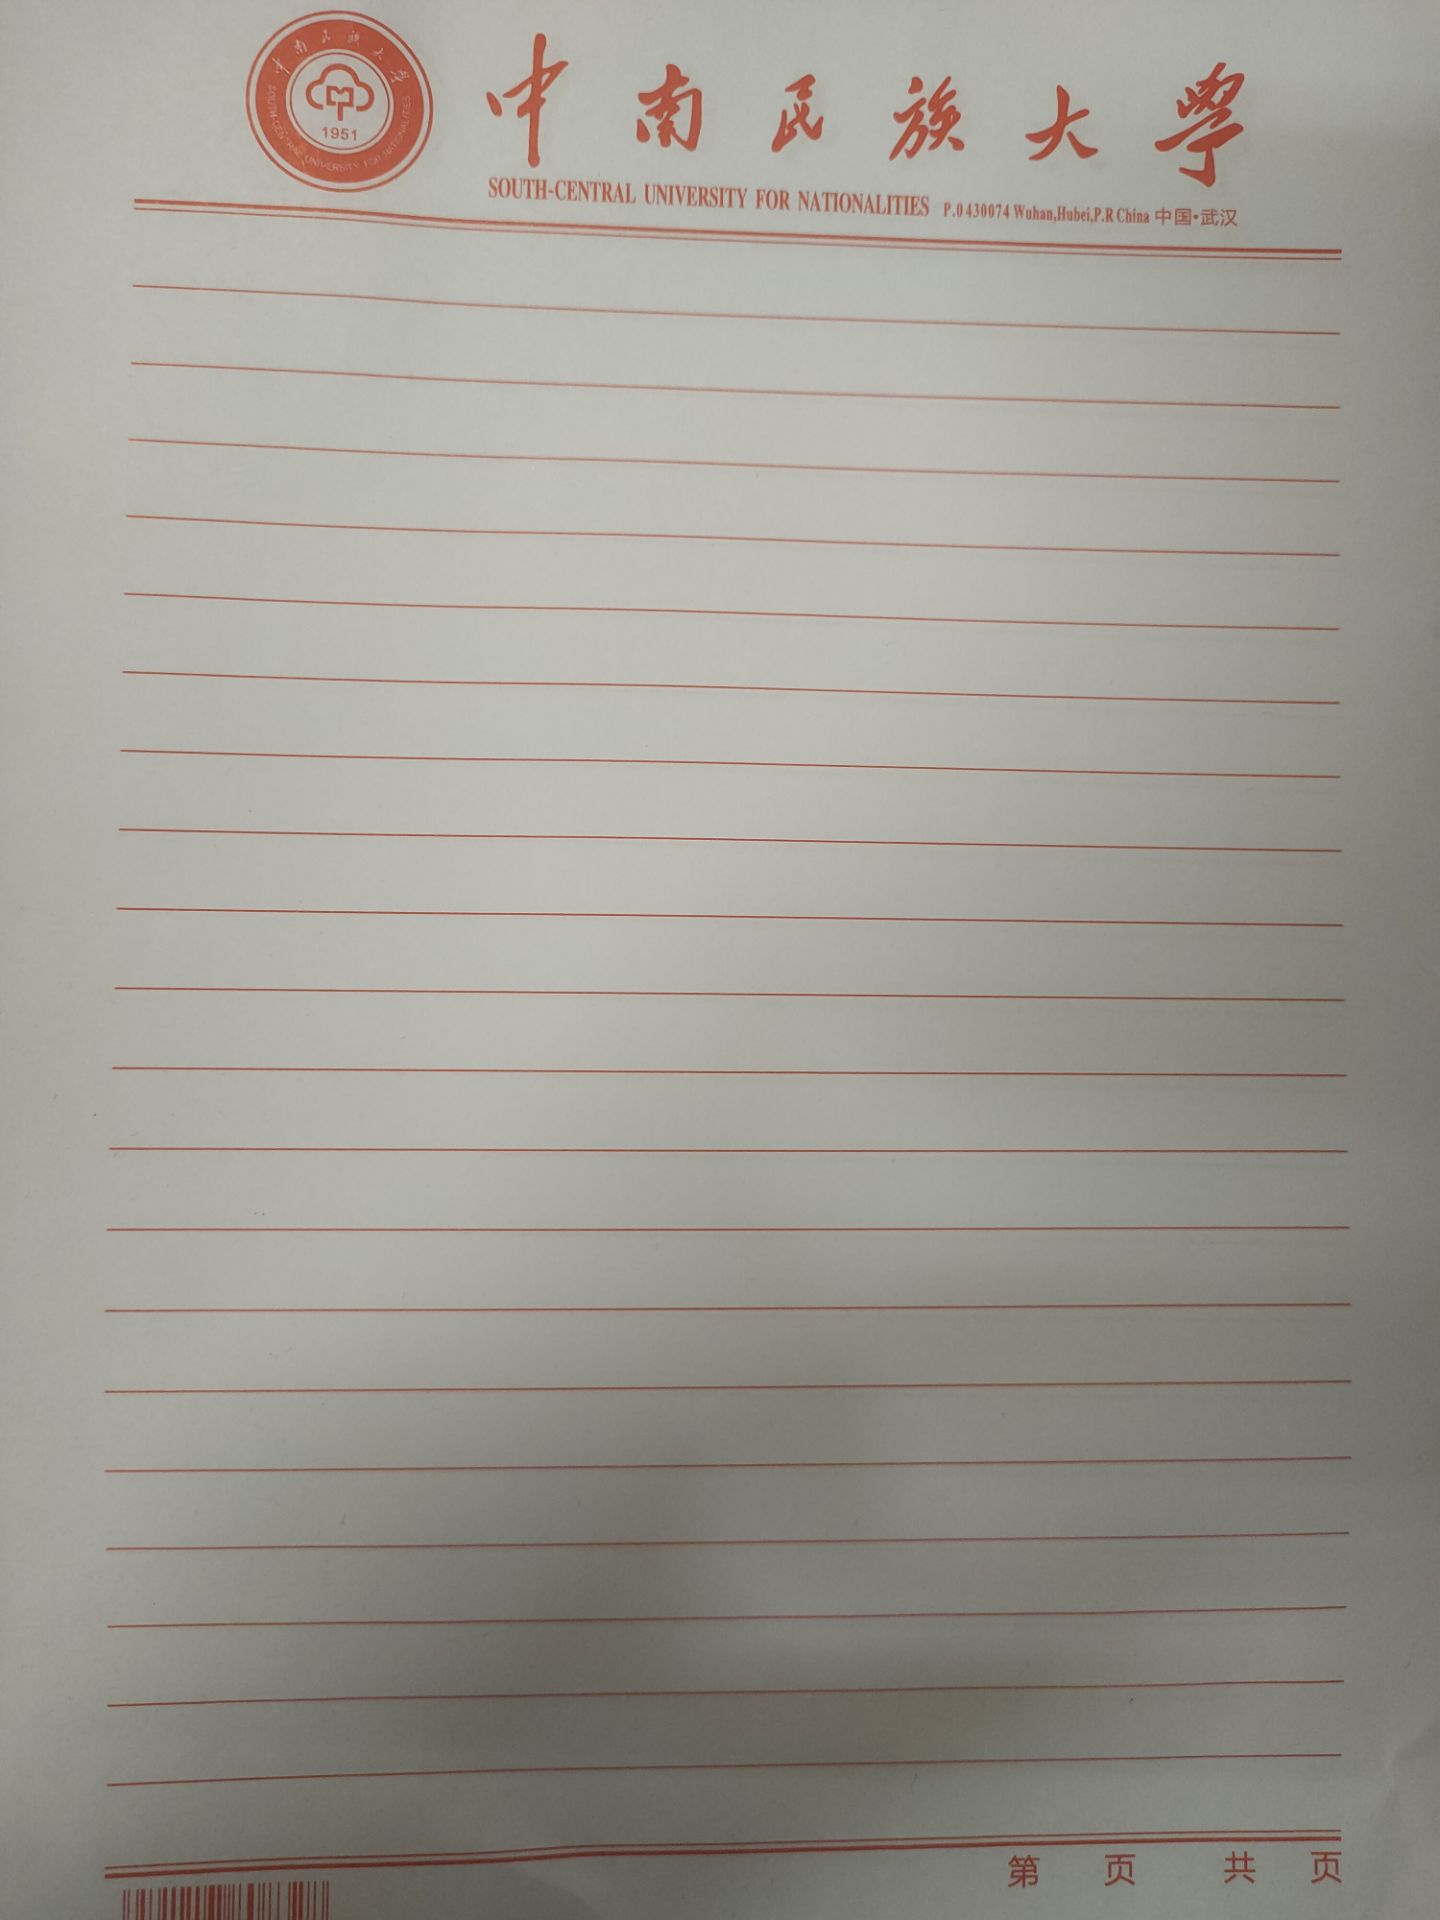 中南民族大学
SOUTH-CENTRAL UNIVERSITY FOR NATIONALITIES
1951
中南民族大學
SOUTH-CENTRAL UNIVERSITY FOR NATIONALITIES P.O 430074 Wuhan,Hubei,P.R China 中国•武汉
第 页 共 页